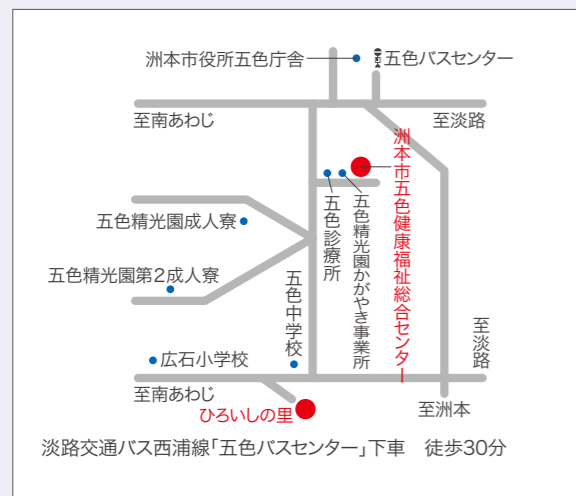 洲本市役所五色庁舎
五色バスセンター
至南あわじ
至淡路
洲本市五色健康福祉総合センター
五色診療所
五色精光園かがやき事業所
五色精光園成人寮
五色精光園第2成人寮
五色中学校
広石小学校
至淡路
至南あわじ
至洲本
ひろいしの里
淡路交通バス西浦線「五色バスセンター」下車　徒歩30分